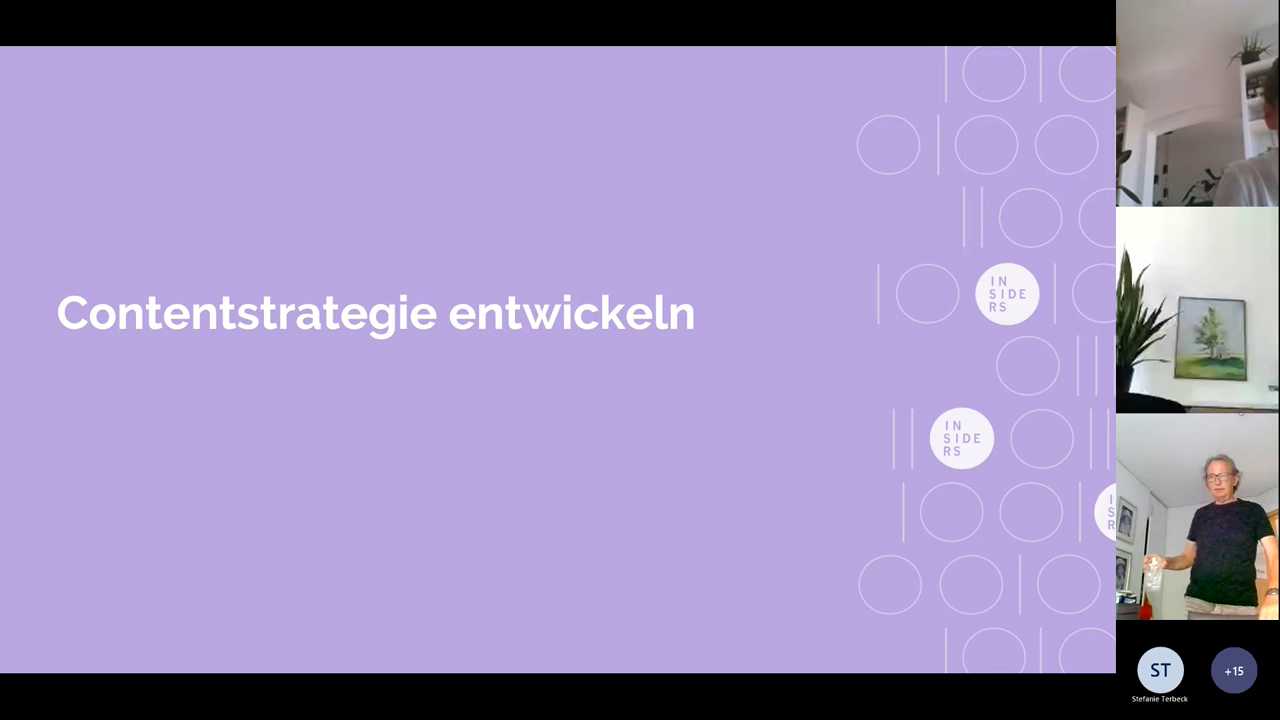 Contentstrategie entwickeln
IN
SIDE
RS
IN
SIDE
RS
I
S
R
ST
+15
Stefanie Terbeck